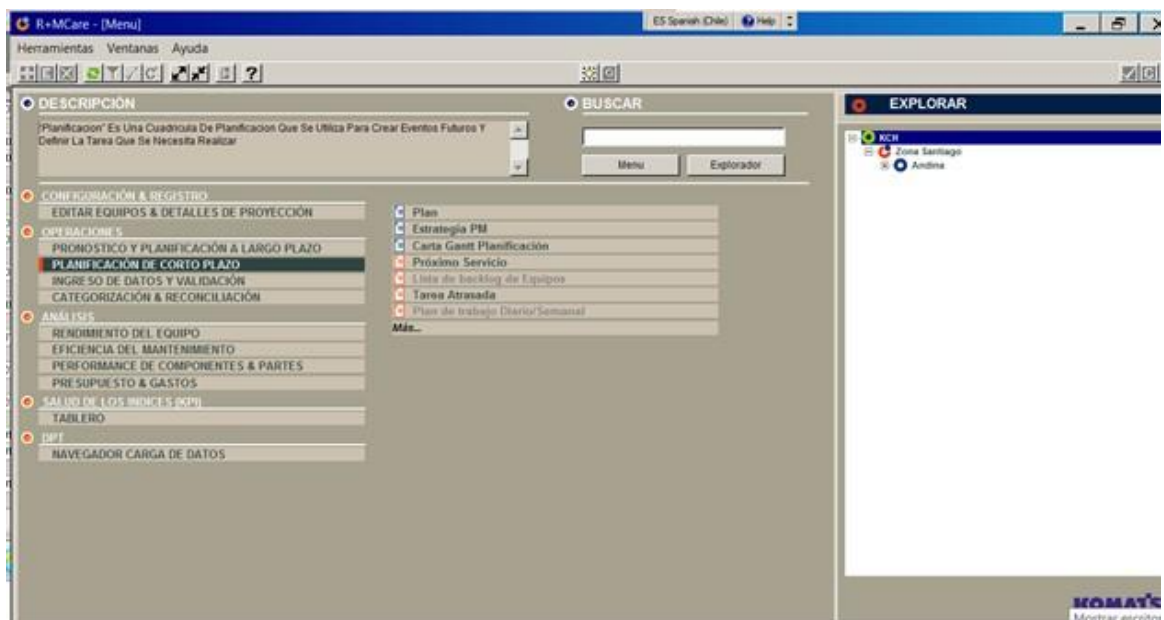 R+MCare - [Menu]
ES Spanish (Chile) Help
Herramientas Ventanas Ayuda
DESCRIPCIÓN
"Planificacion" Es Una Cuadricula De Planificacion Que Se Utiliza Para Crear Eventos Futuros Y
Definir La Tarea Que Se Necesita Realizar
BUSCAR
Menu Explorador
CONFIGURACIÓN & REGISTRO
EDITAR EQUIPOS & DETALLES DE PROYECCIÓN
OPERACIONES
PRONOSTICO Y PLANIFICACIÓN A LARGO PLAZO
PLANIFICACIÓN DE CORTO PLAZO
INGRESO DE DATOS Y VALIDACIÓN
CATEGORIZACIÓN & RECONCILIACIÓN
ANÁLISIS
RENDIMIENTO DEL EQUIPO
EFICIENCIA DEL MANTENIMIENTO
PERFORMANCE DE COMPONENTES & PARTES
PRESUPUESTO & GASTOS
SALUD DE LOS INDICES (KPI)
TABLERO
DPT
NAVEGADOR CARGA DE DATOS
Plan
Estrategia PM
Carta Gantt Planificación
Próximo Servicio
Lista de backlog de Equipos
Tarea Atrasada
Plan de trabajo Diario/Semanal
Más...
EXPLORAR
KCH
Zona Santiago
Andina
KOMATS
Mostrar escritor